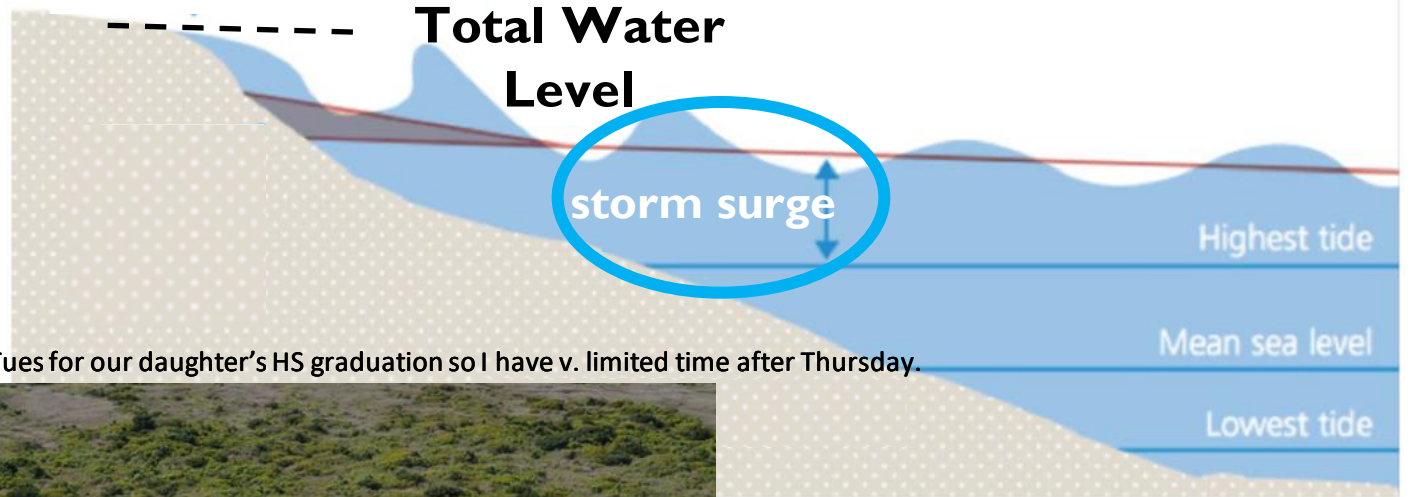 Total Water
Level
storm surge
Highest tide
Mean sea level
Tues for our daughter’s HS graduation so I have v. limited time after Thursday.
Lowest tide